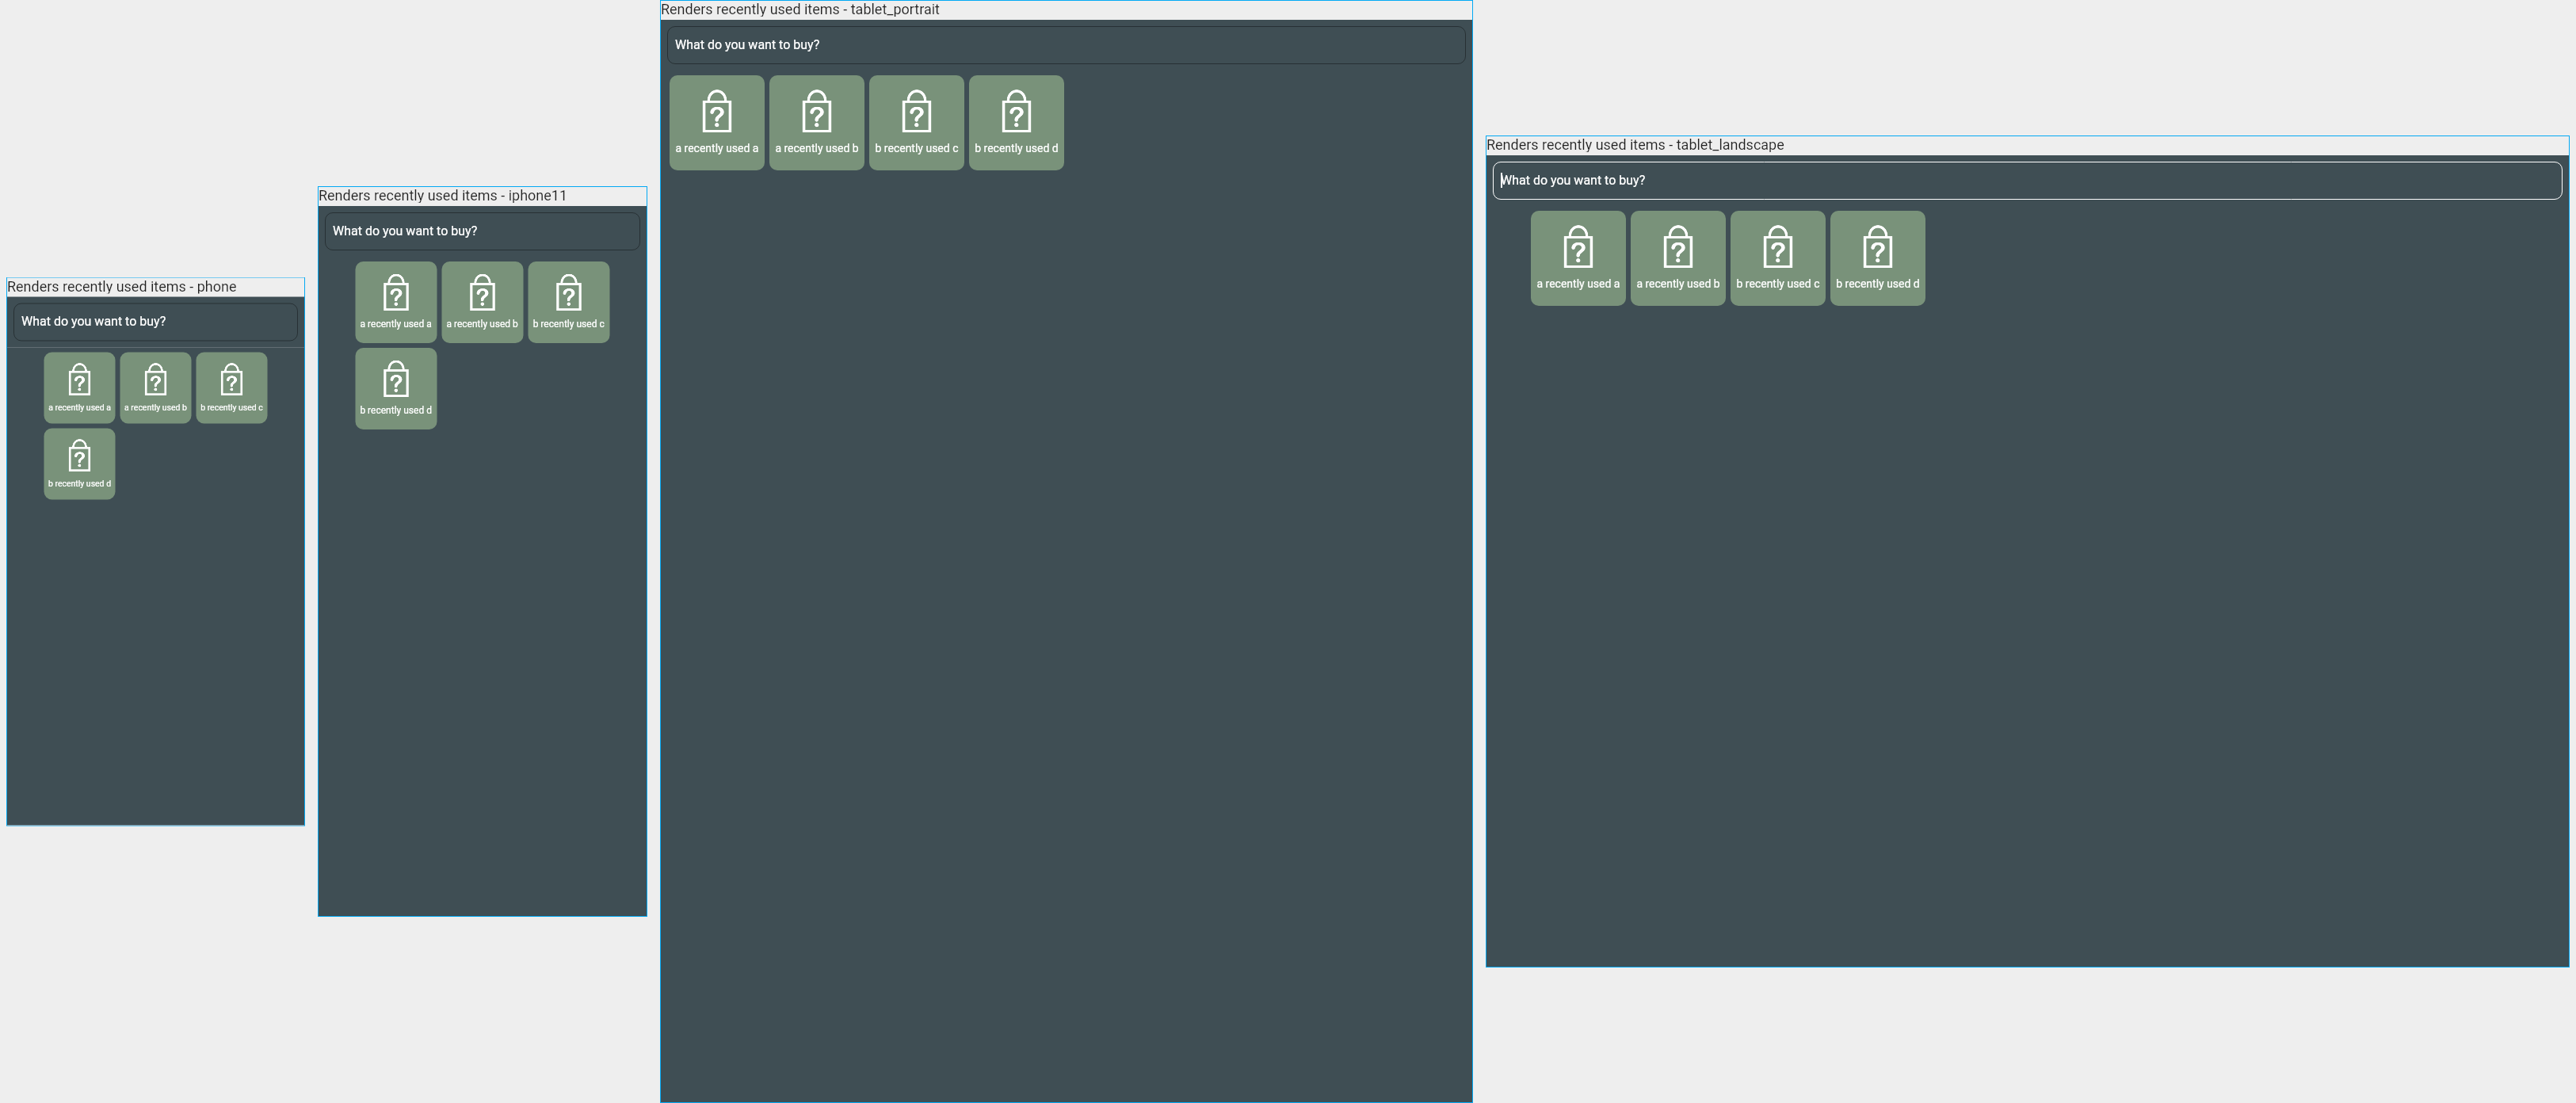 Renders recently used items - phone
What do you want to buy?
a recently used a
a recently used b
b recently used c
b recently used d
Renders recently used items - iphone11
What do you want to buy?
a recently used a
a recently used b
b recently used c
b recently used d
Renders recently used items - tablet_portrait
What do you want to buy?
a recently used a
a recently used b
b recently used c
b recently used d
Renders recently used items - tablet_landscape
What do you want to buy?
a recently used a
a recently used b
b recently used c
b recently used d